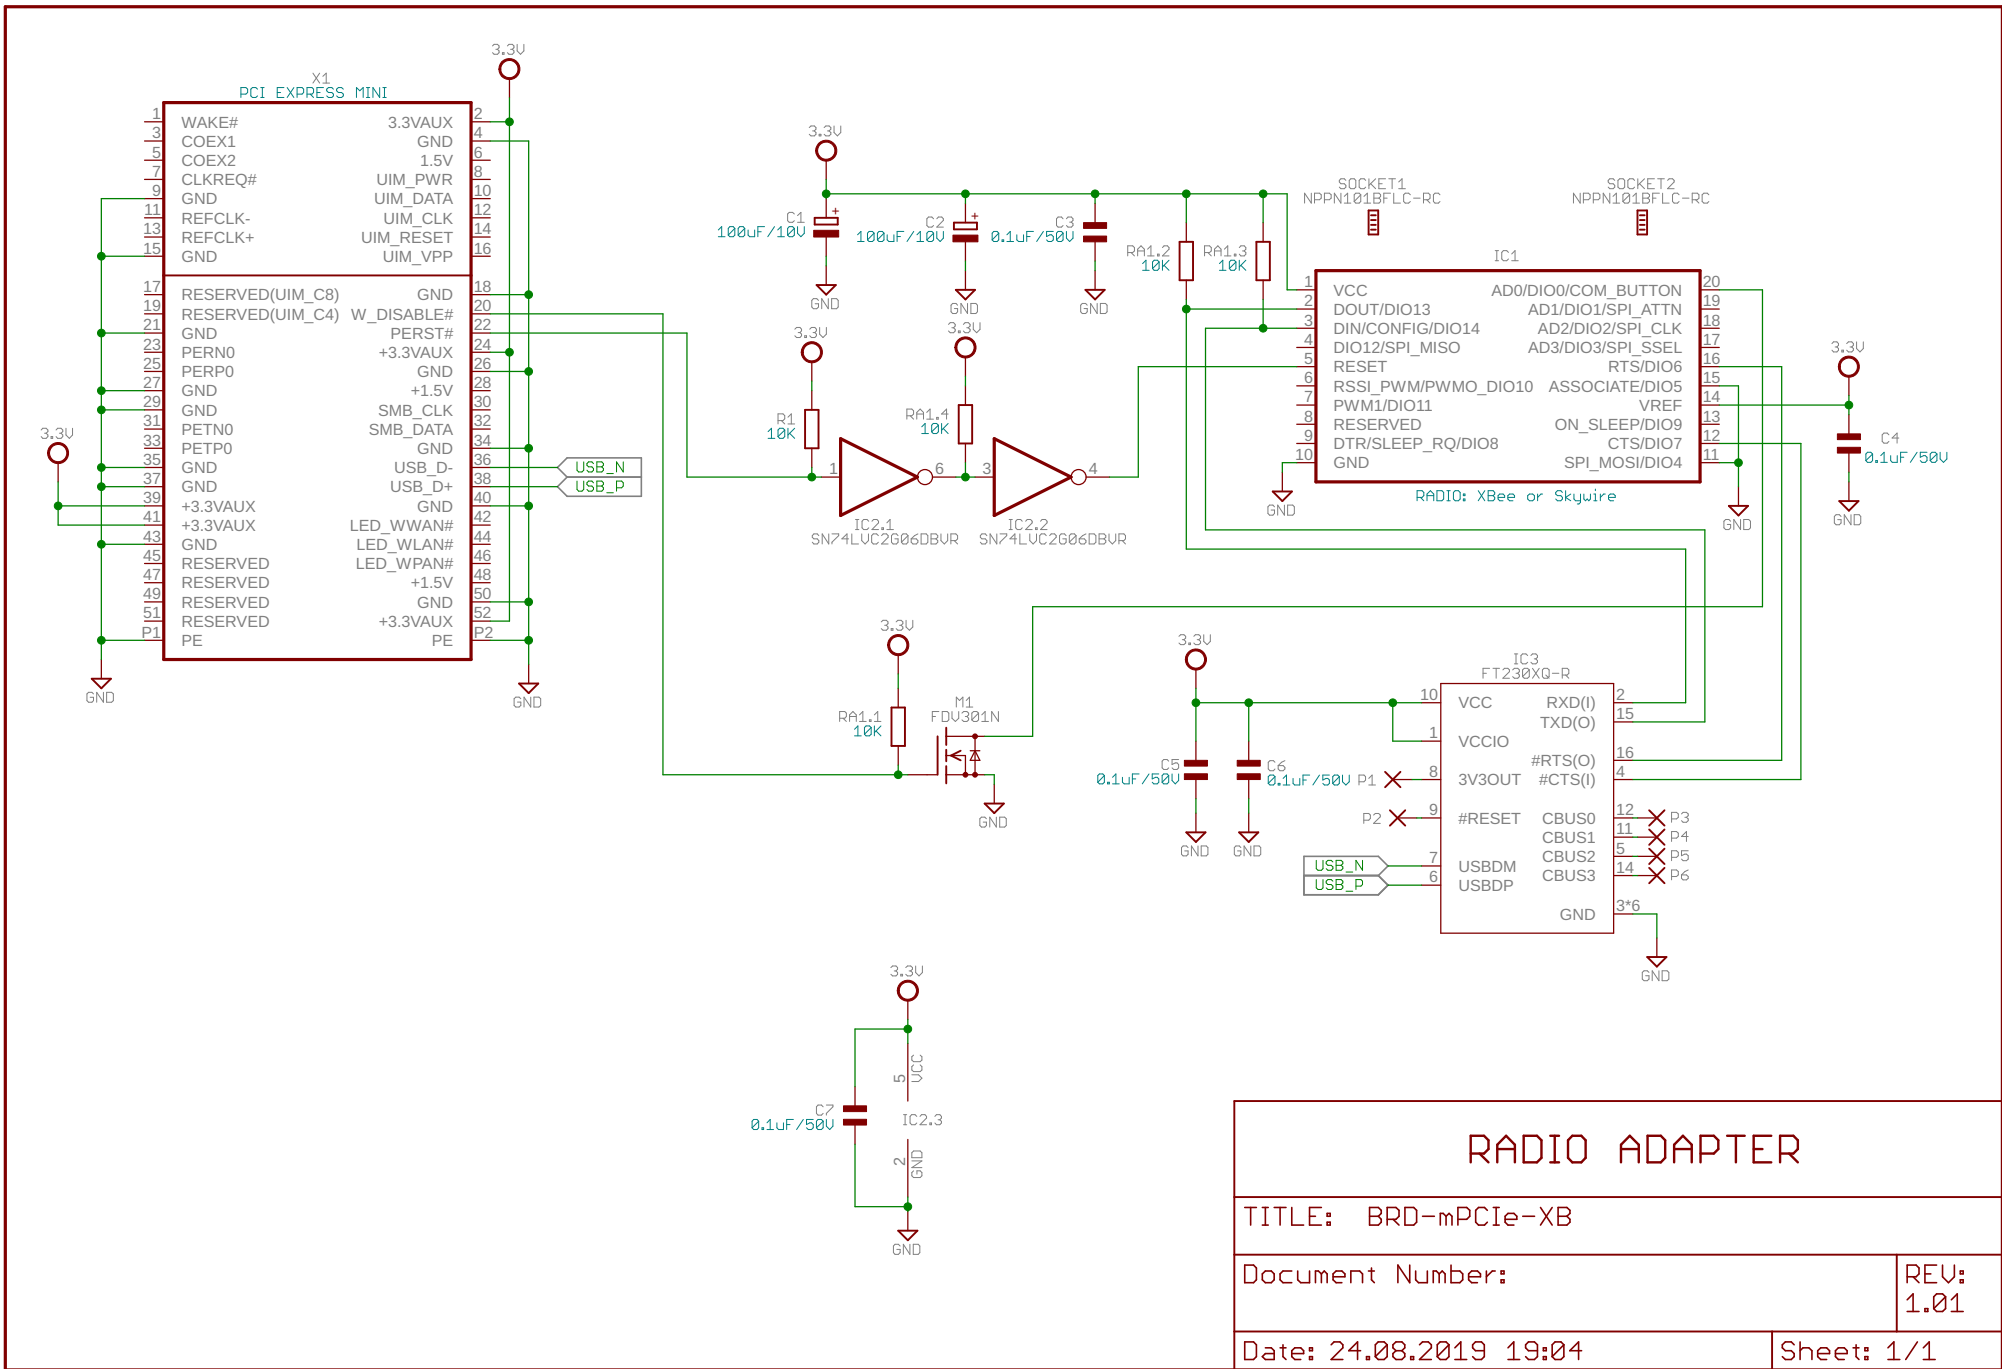 3.3V
X1
PCI EXPRESS MINI
1 WAKE# 3.3VAUX 2
3 COEX1 GND 4
5 COEX2 1.5V 6
7 CLKREQ# UIM_PWR 8
9 GND UIM_DATA 10
11 REFCLK- UIM_CLK 12
13 REFCLK+ UIM_RESET 14
15 GND UIM_VPP 16
17 RESERVED(UIM_C8) GND 18
19 RESERVED(UIM_C4) W_DISABLE# 20
21 GND PERST# 22
23 PERN0 +3.3VAUX 24
25 PERP0 GND 26
27 GND +1.5V 28
29 GND SMB_CLK 30
31 PETN0 SMB_DATA 32
33 PETP0 GND 34
35 GND USB_D- 36
37 GND USB_D+ 38
39 +3.3VAUX GND 40
41 +3.3VAUX LED_WWAN# 42
43 GND LED_WLAN# 44
45 RESERVED LED_WPAN# 46
47 RESERVED +1.5V 48
49 RESERVED GND 50
51 RESERVED +3.3VAUX 52
P1 PE PE P2
3.3V
GND
GND
USB_N
USB_P
3.3V
C1
100uF/10V
+
GND
C2
100uF/10V
+
GND
C3
0.1uF/50V
GND
RA1.2
10K
RA1.3
10K
3.3V
R1
10K
3.3V
RA1.4
10K
1 6
IC2.1
SN74LVC2G06DBVR
3 4
IC2.2
SN74LVC2G06DBVR
SOCKET1
NPPN101BFLC-RC
SOCKET2
NPPN101BFLC-RC
IC1
1 VCC AD0/DIO0/COM_BUTTON 20
2 DOUT/DIO13 AD1/DIO1/SPI_ATTN 19
3 DIN/CONFIG/DIO14 AD2/DIO2/SPI_CLK 18
4 DIO12/SPI_MISO AD3/DIO3/SPI_SSEL 17
5 RESET RTS/DIO6 16
6 RSSI_PWM/PWMO_DIO10 ASSOCIATE/DIO5 15
7 PWM1/DIO11 VREF 14
8 RESERVED ON_SLEEP/DIO9 13
9 DTR/SLEEP_RQ/DIO8 CTS/DIO7 12
10 GND SPI_MOSI/DIO4 11
RADIO: XBee or Skywire
GND
GND
3.3V
C4
0.1uF/50V
GND
3.3V
RA1.1
10K
M1
FDV301N
GND
3.3V
C5
0.1uF/50V
GND
C6
0.1uF/50V
GND
IC3
FT230XQ-R
10 VCC RXD(I) 2
TXD(O) 15
1 VCCIO
#RTS(O) 16
P1 8 3V3OUT #CTS(I) 4
P2 9 #RESET CBUS0 12 P3
CBUS1 11 P4
CBUS2 5 P5
USB_N 7 USBDM
CBUS3 14 P6
USB_P 6 USBDP
GND 3*6
GND
3.3V
5 VCC
C7
0.1uF/50V
IC2.3
2 GND
GND
RADIO ADAPTER
TITLE: BRD-mPCIe-XB
Document Number:
REV:
1.01
Date: 24.08.2019 19:04
Sheet: 1/1